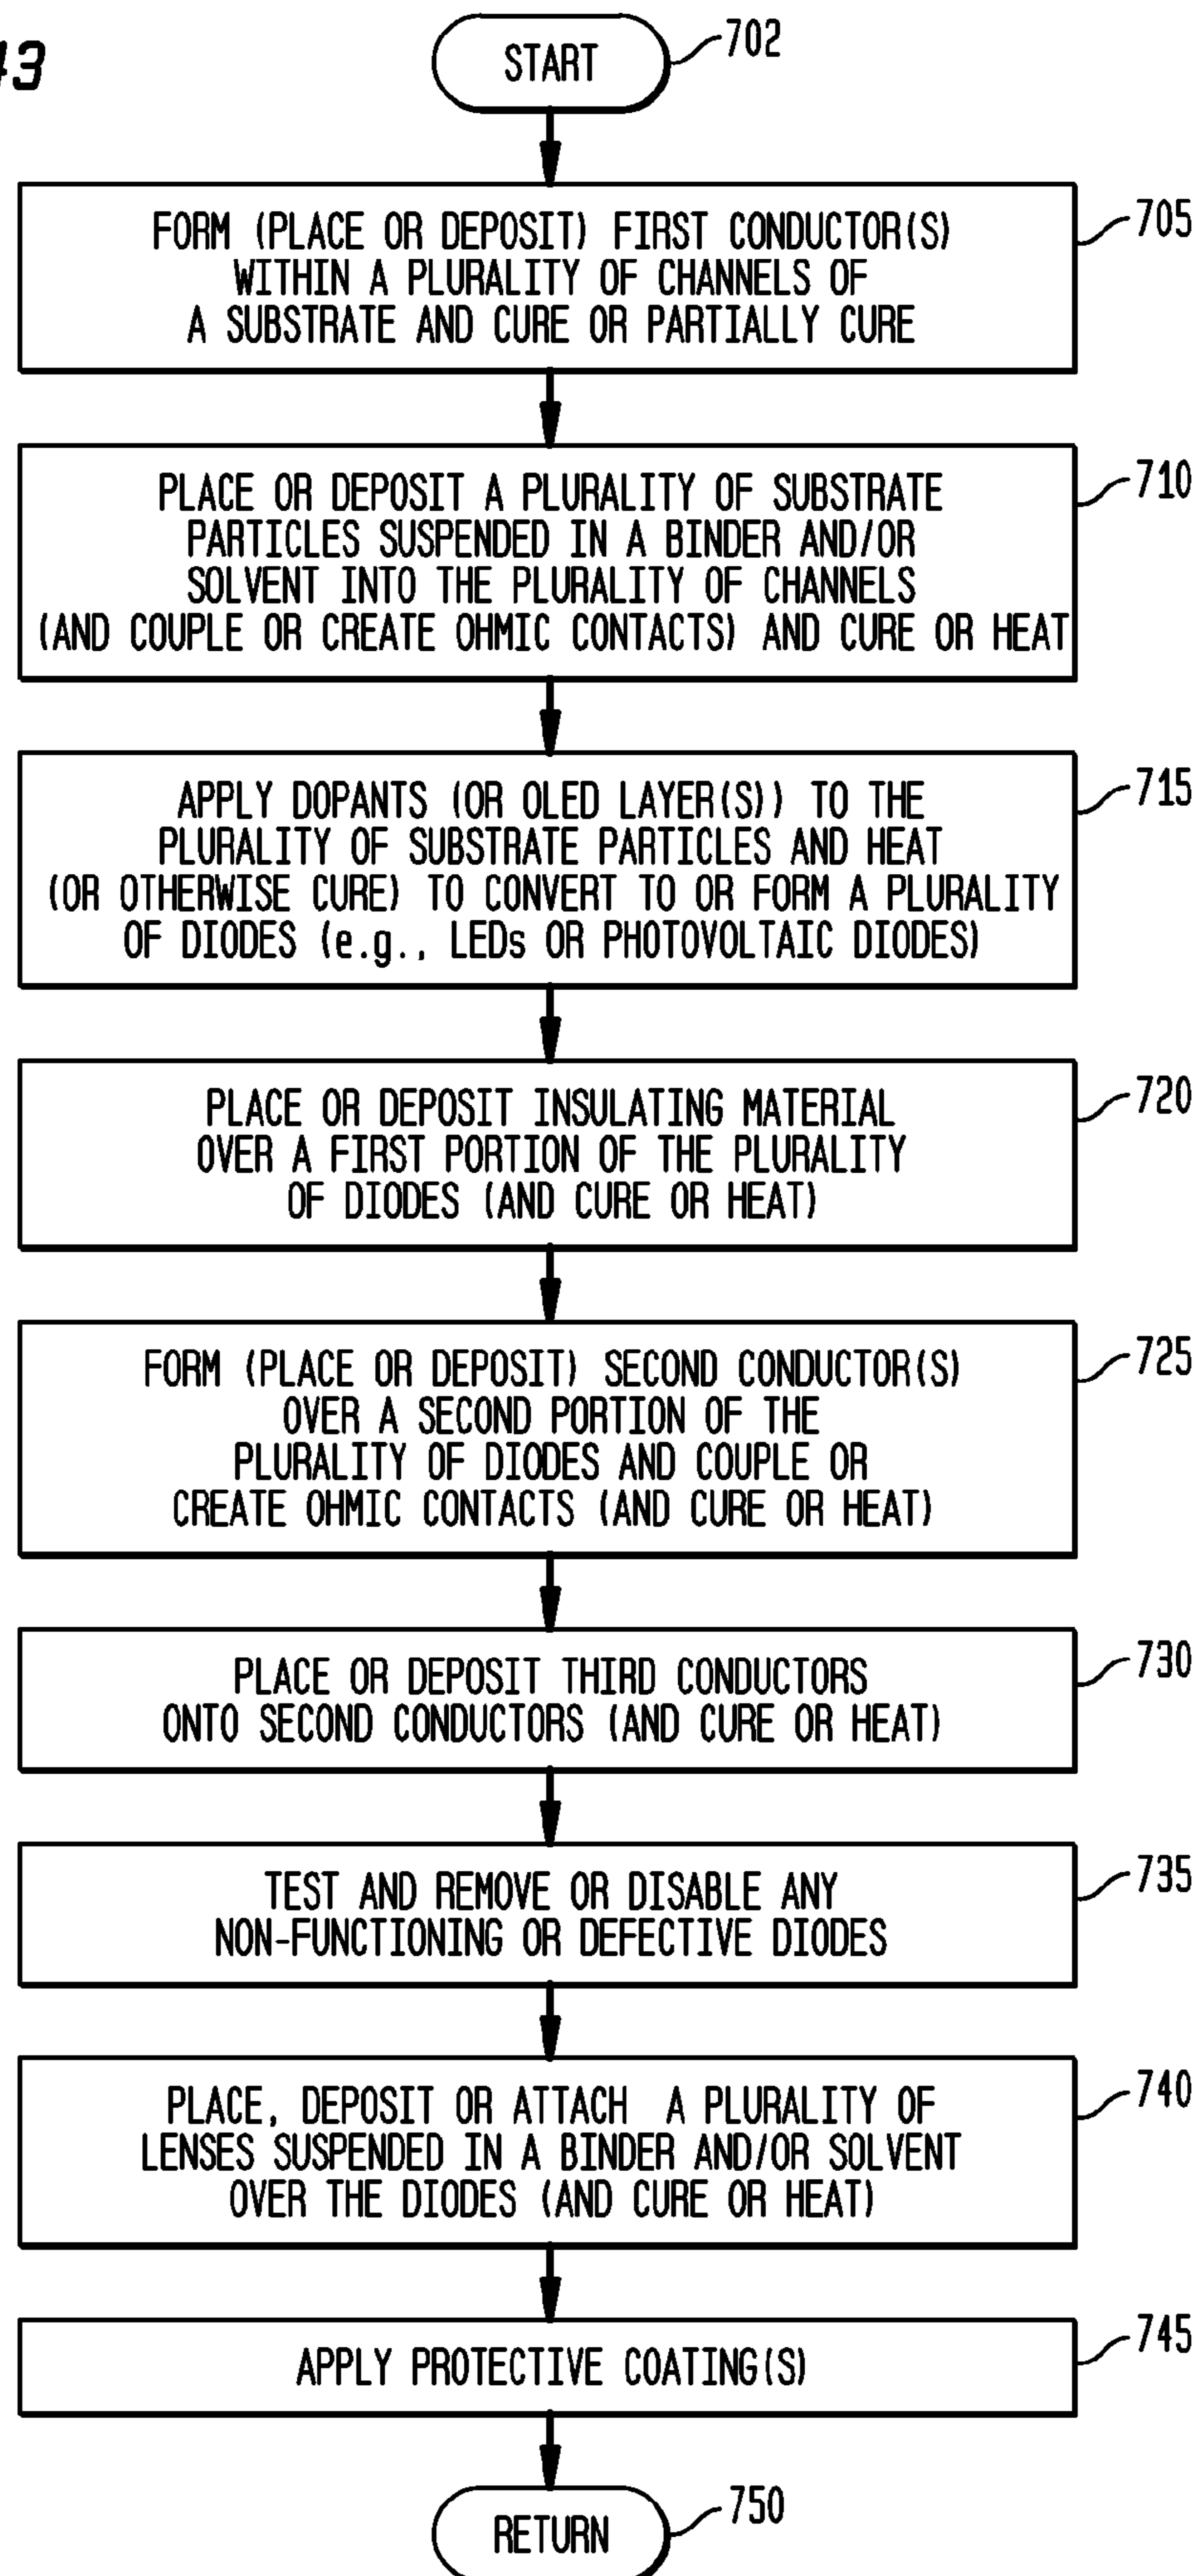 43
START
702
FORM (PLACE OR DEPOSIT) FIRST CONDUCTOR(S)
WITHIN A PLURALITY OF CHANNELS OF
A SUBSTRATE AND CURE OR PARTIALLY CURE
705
PLACE OR DEPOSIT A PLURALITY OF SUBSTRATE
PARTICLES SUSPENDED IN A BINDER AND/OR
SOLVENT INTO THE PLURALITY OF CHANNELS
(AND COUPLE OR CREATE OHMIC CONTACTS) AND CURE OR HEAT
710
APPLY DOPANTS (OR OLED LAYER(S)) TO THE
PLURALITY OF SUBSTRATE PARTICLES AND HEAT
(OR OTHERWISE CURE) TO CONVERT TO OR FORM A PLURALITY
OF DIODES (e.g., LEDs OR PHOTOVOLTAIC DIODES)
715
PLACE OR DEPOSIT INSULATING MATERIAL
OVER A FIRST PORTION OF THE PLURALITY
OF DIODES (AND CURE OR HEAT)
720
FORM (PLACE OR DEPOSIT) SECOND CONDUCTOR(S)
OVER A SECOND PORTION OF THE
PLURALITY OF DIODES AND COUPLE OR
CREATE OHMIC CONTACTS (AND CURE OR HEAT)
725
PLACE OR DEPOSIT THIRD CONDUCTORS
ONTO SECOND CONDUCTORS (AND CURE OR HEAT)
730
TEST AND REMOVE OR DISABLE ANY
NON-FUNCTIONING OR DEFECTIVE DIODES
735
PLACE, DEPOSIT OR ATTACH A PLURALITY OF
LENSES SUSPENDED IN A BINDER AND/OR SOLVENT
OVER THE DIODES (AND CURE OR HEAT)
740
APPLY PROTECTIVE COATING(S)
745
RETURN
750